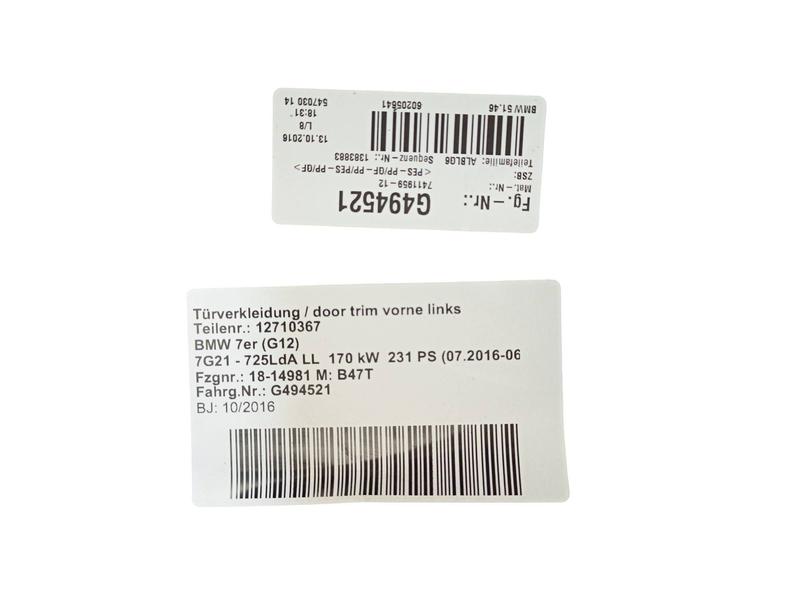 Fg.-Nr.: G494521
Mat.-Nr.: 7411959-12
ZSB: <PES-PP/GF-PP/PES-PP/GF>
Teilefamilie: ALBLG6 Sequenz-Nr.: 1383883
13.10.2016
L/8
18:31
BMW 51.46 60205641 547030 14
Türverkleidung / door trim vorne links
Teilenr.: 12710367
BMW 7er (G12)
7G21 - 725LdA LL 170 kW 231 PS (07.2016-06
Fzgnr.: 18-14981 M: B47T
Fahrg.Nr.: G494521
BJ: 10/2016